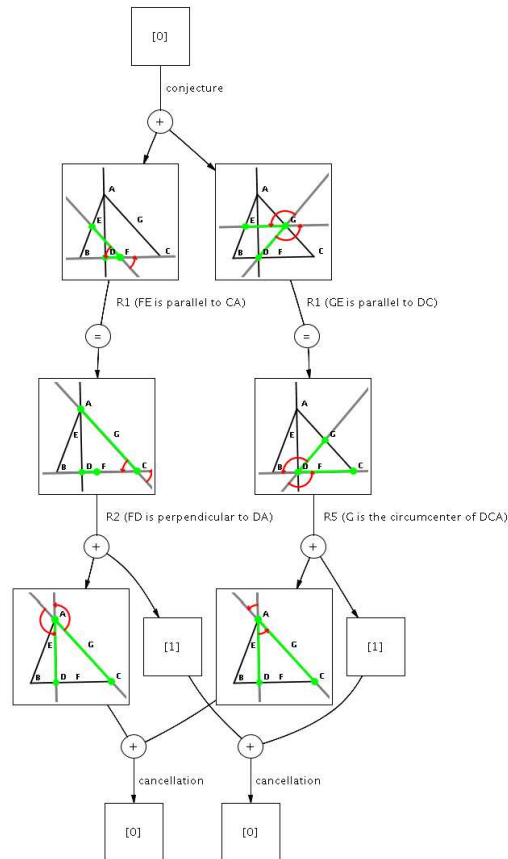 [0]
conjecture
+
A
E G
B D F C
A
E G
B D F C
R1 (FE is parallel to CA)
R1 (GE is parallel to DC)
=
=
A
E G
B D F C
A
E G
B D F C
R2 (FD is perpendicular to DA)
R5 (G is the circumcenter of DCA)
+
+
A
E G
B D F C
[1]
A
E G
B D F C
[1]
+
+
cancellation
cancellation
[0]
[0]